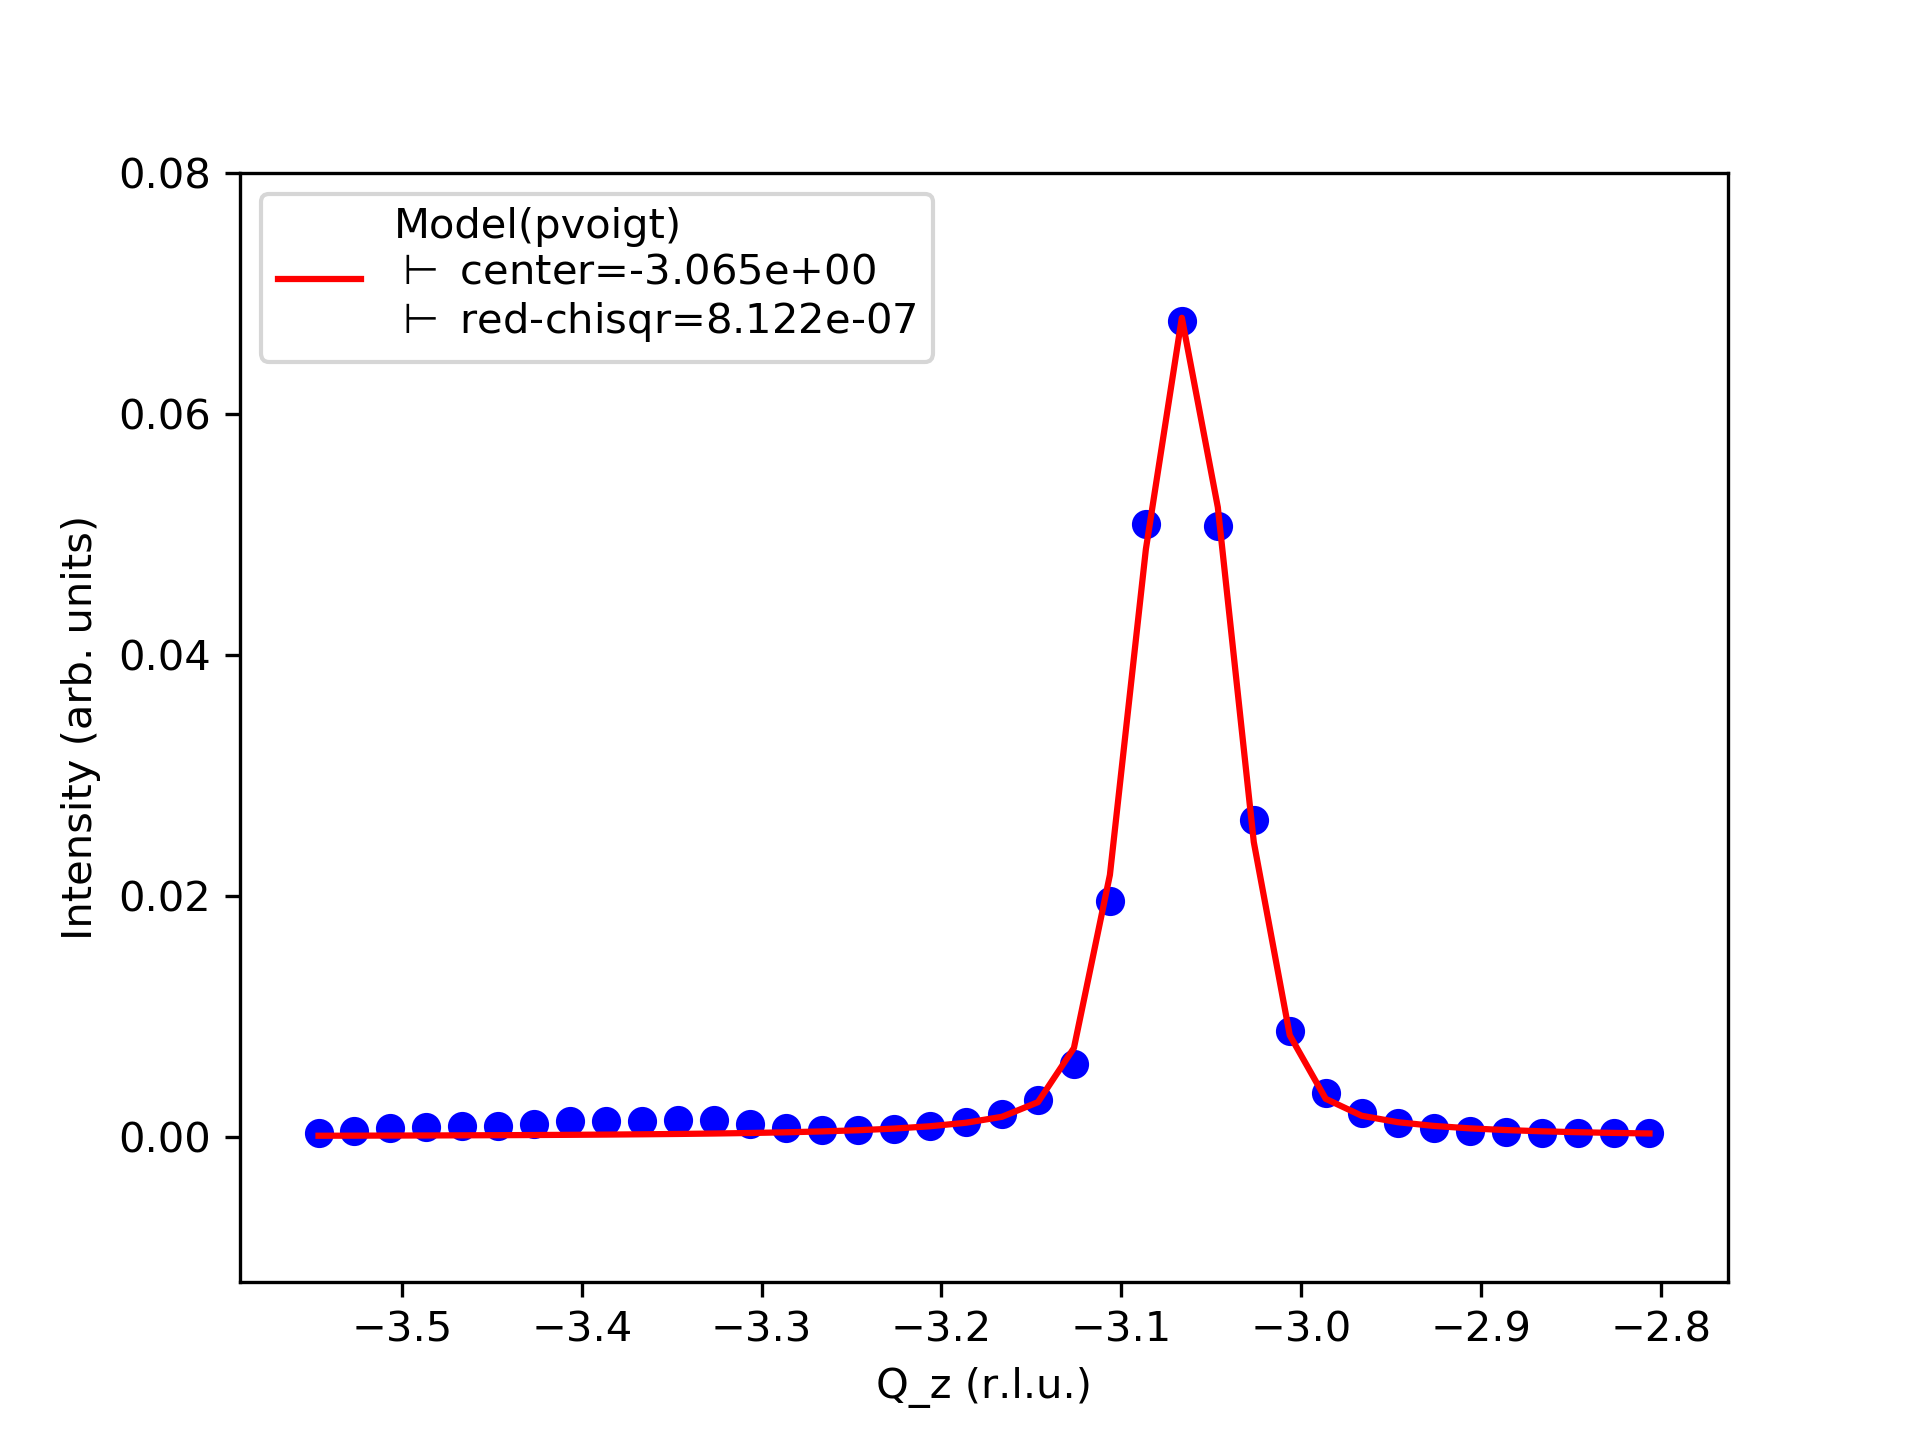 0.08
0.06
0.04
0.02
0.00
Intensity (arb. units)
Model(pvoigt)
⊢ center=-3.065e+00
⊢ red-chisqr=8.122e-07
−3.5 −3.4 −3.3 −3.2 −3.1 −3.0 −2.9 −2.8
Q_z (r.l.u.)